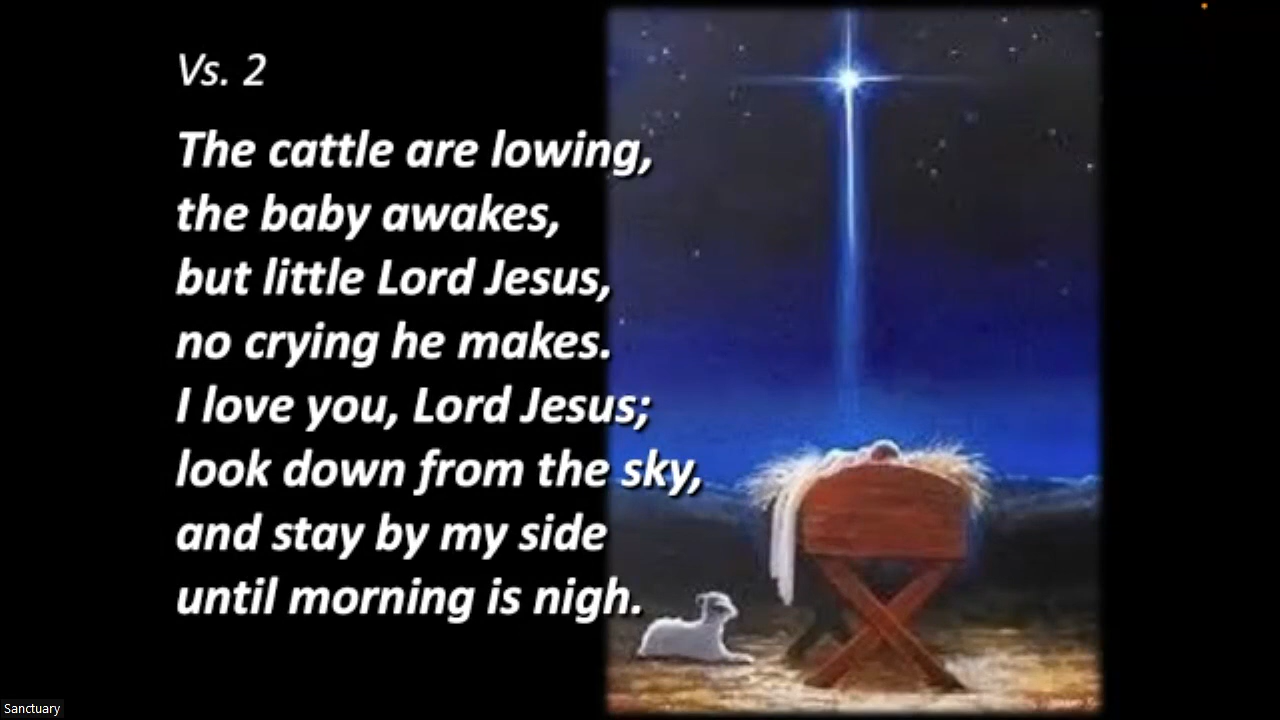 Vs. 2
The cattle are lowing,
the baby awakes,
but little Lord Jesus,
no crying he makes.
I love you, Lord Jesus;
look down from the sky,
and stay by my side
until morning is nigh.
Sanctuary